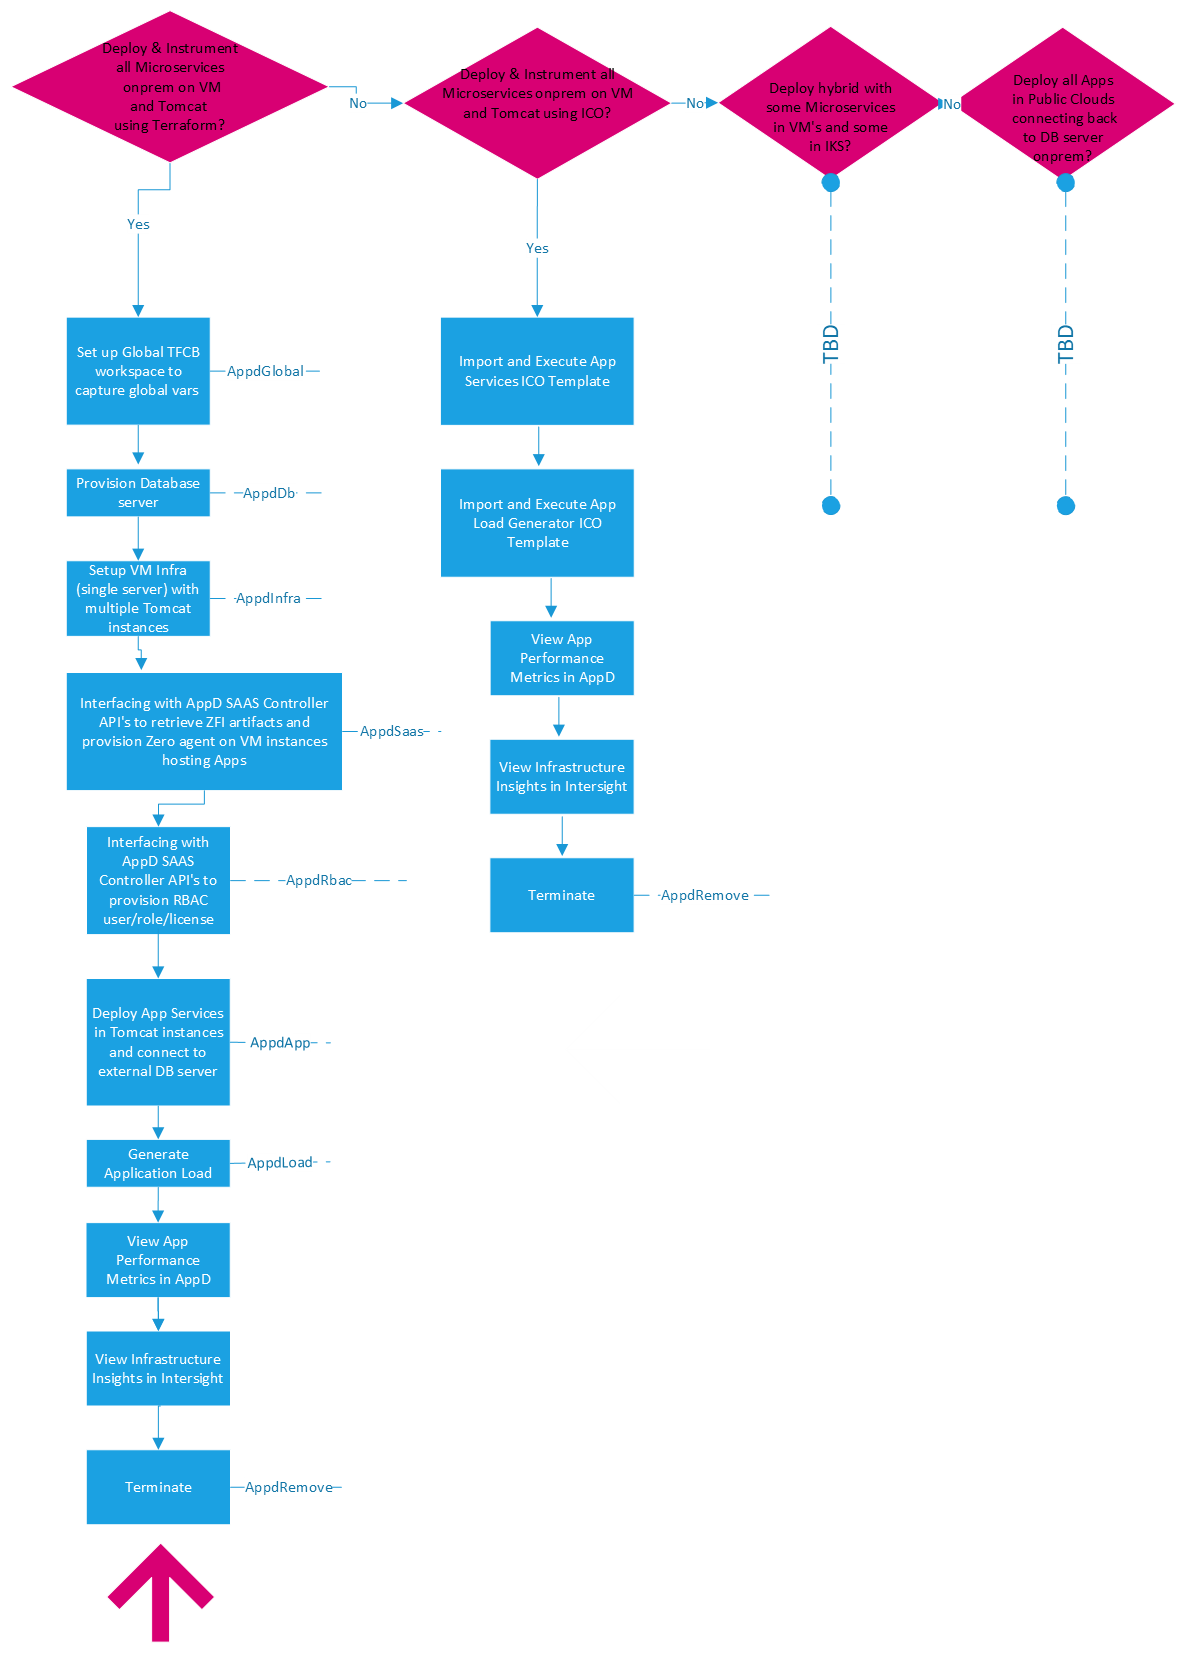 Deploy & Instrument
all Microservices
onprem on VM
and Tomcat
using Terraform?
No
Deploy & Instrument all
Microservices onprem on VM
and Tomcat using ICO?
No
Deploy hybrid with
some Microservices
in VM's and some
in IKS?
No
Deploy all Apps
in Public Clouds
connecting back
to DB server
onprem?
Yes
Set up Global TFCB
workspace to
capture global vars
AppdGlobal
Provision Database
server
AppdDb
Setup VM Infra
(single server) with
multiple Tomcat
instances
AppdInfra
Interfacing with AppD SAAS Controller
API's to retrieve ZFI artifacts and
provision Zero agent on VM instances
hosting Apps
AppdSaas
Interfacing with
AppD SAAS
Controller API's to
provision RBAC
user/role/license
AppdRbac
Deploy App Services
in Tomcat instances
and connect to
external DB server
AppdApp
Generate
Application Load
AppdLoad
View App
Performance
Metrics in AppD
View Infrastructure
Insights in Intersight
Terminate
AppdRemove
Yes
Import and Execute App
Services ICO Template
Import and Execute App
Load Generator ICO
Template
View App
Performance
Metrics in AppD
View Infrastructure
Insights in Intersight
Terminate
AppdRemove
TBD
TBD